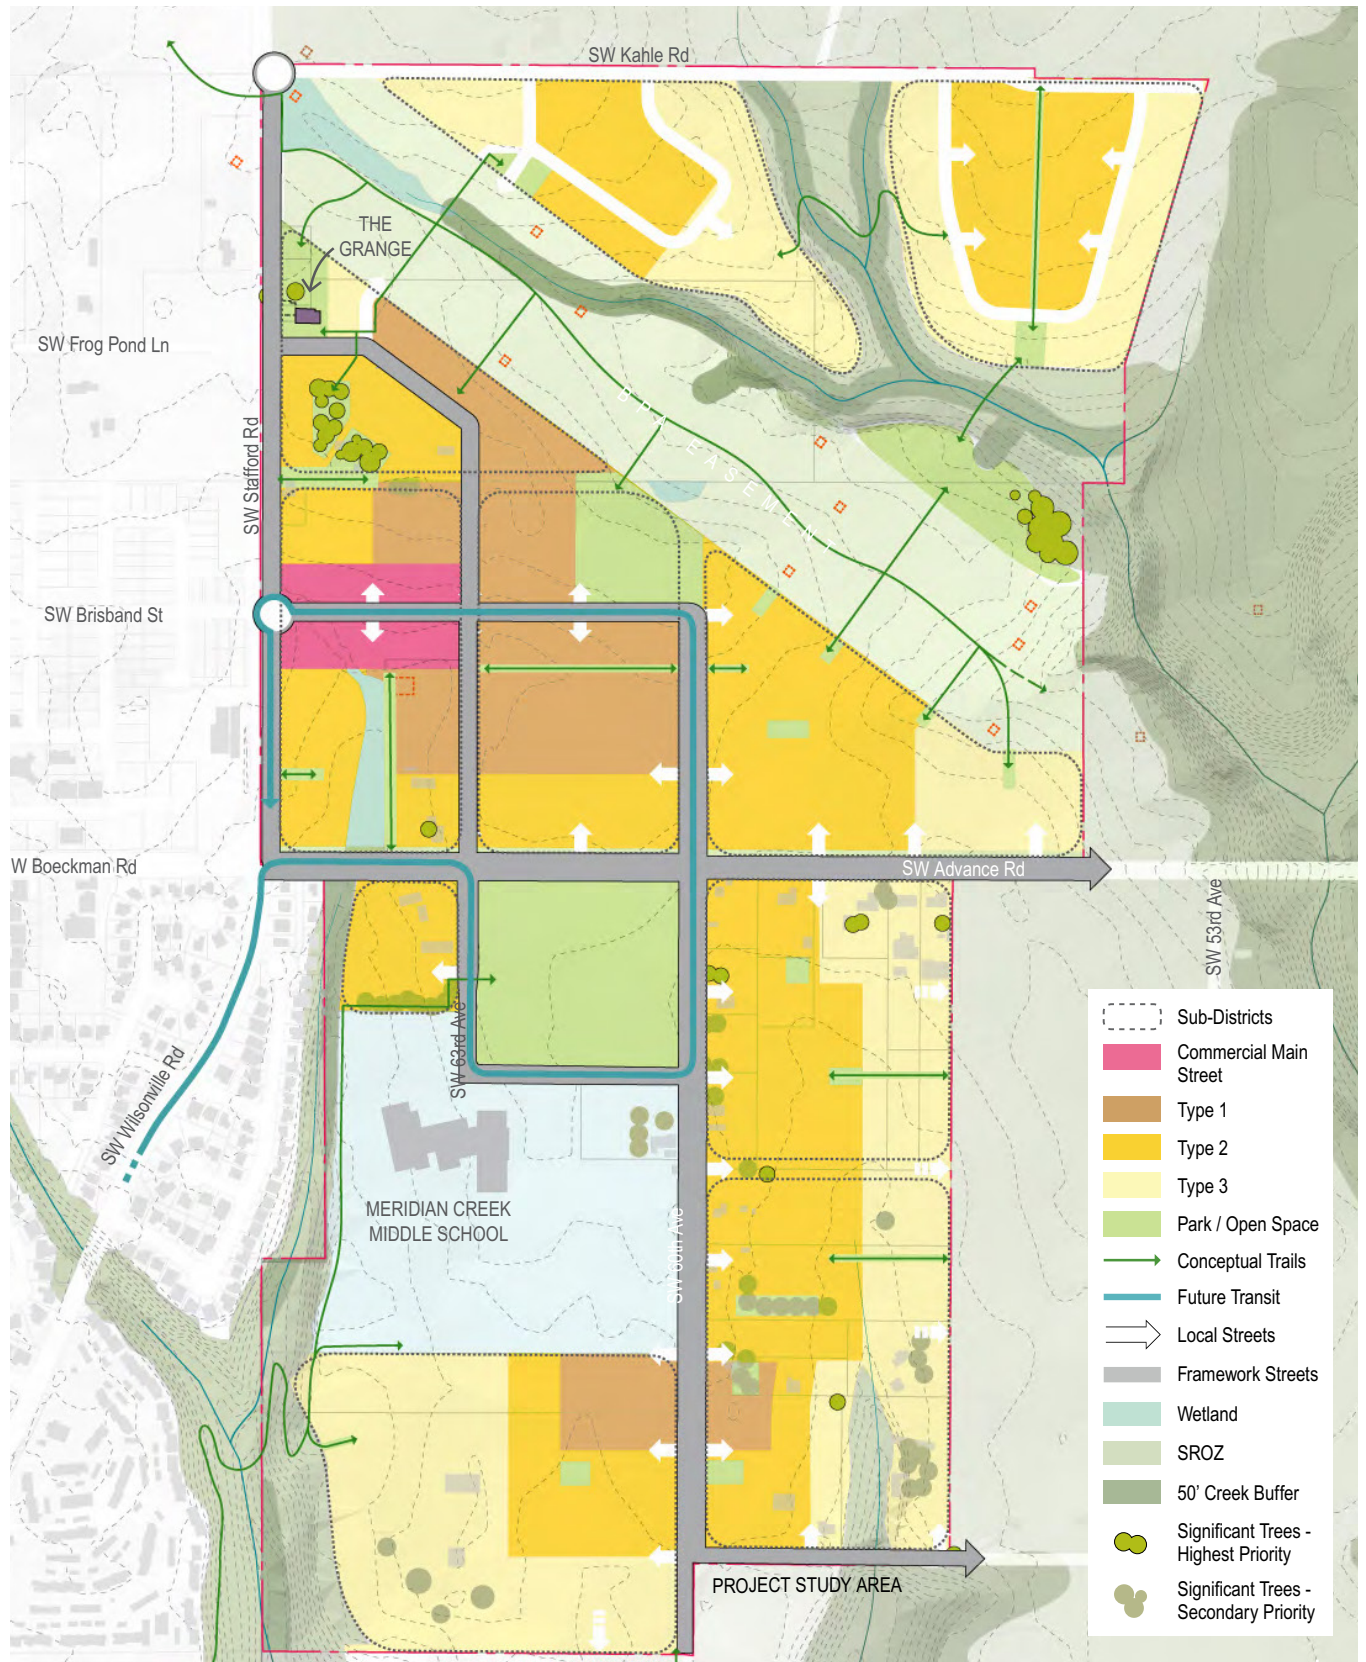 SW Kahle Rd
THE
GRANGE
SW Frog Pond Ln
SW Stafford Rd
BPA EASEMENT
SW Brisband St
W Boeckman Rd
SW Advance Rd
SW 53rd Ave
SW 63rd Ave
SW Wilsonville Rd
MERIDIAN CREEK
MIDDLE SCHOOL
SW 60th Ave
PROJECT STUDY AREA
Sub-Districts
Commercial Main
Street
Type 1
Type 2
Type 3
Park / Open Space
Conceptual Trails
Future Transit
Local Streets
Framework Streets
Wetland
SROZ
50' Creek Buffer
Significant Trees -
Highest Priority
Significant Trees -
Secondary Priority